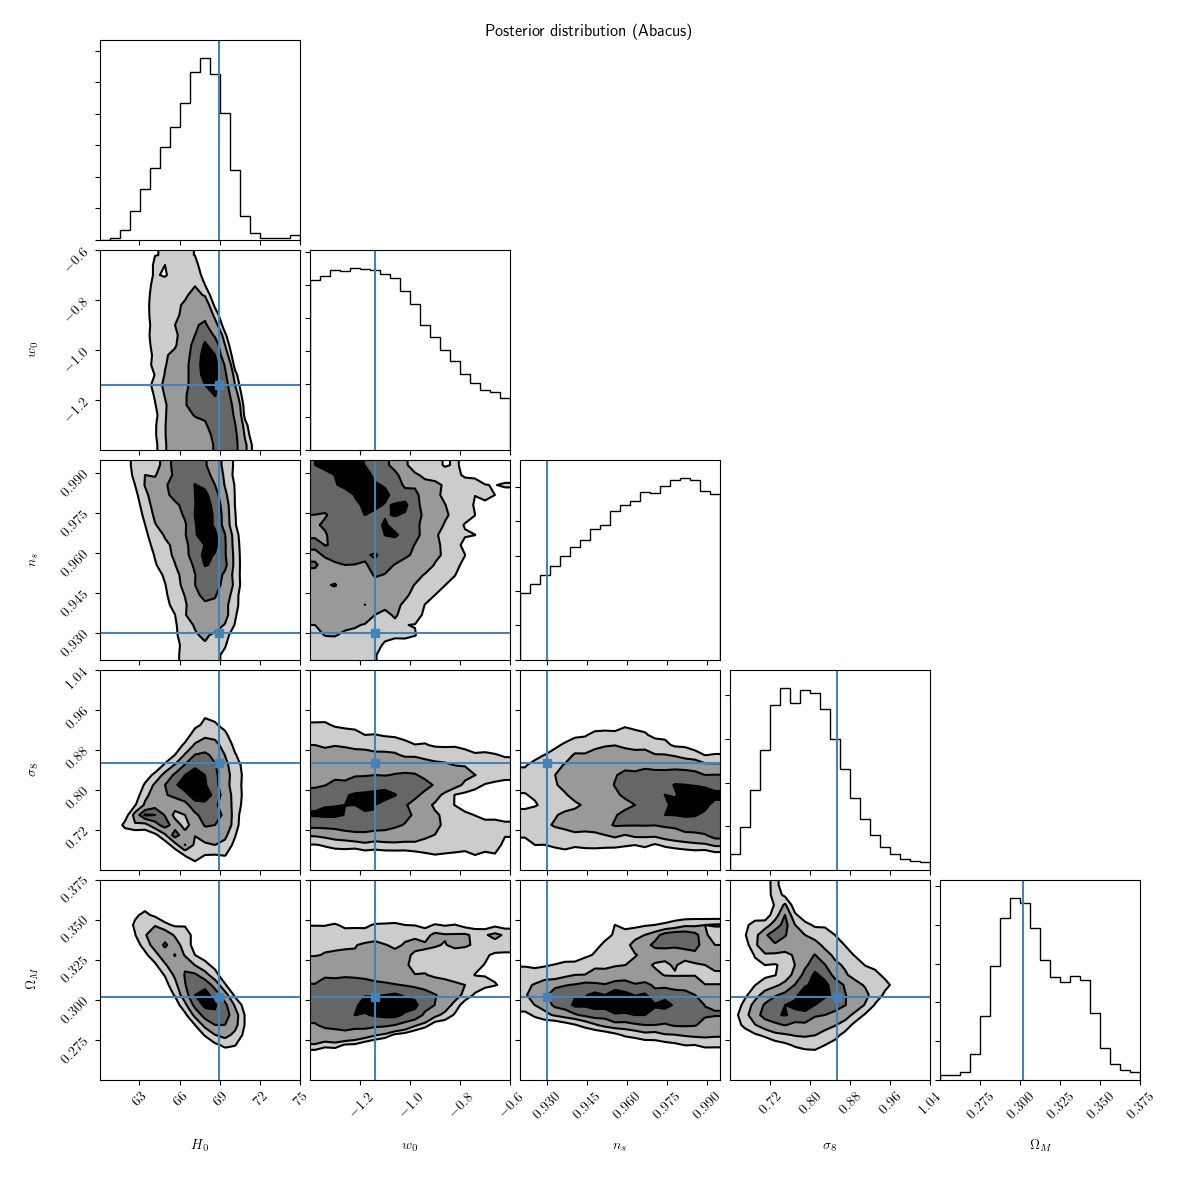 Posterior distribution (Abacus)
−0.6
−0.8
−1.0
−1.2
w₀
0.990
0.975
0.960
0.945
0.930
nₛ
1.04
0.96
0.88
0.80
0.72
σ₈
0.375
0.350
0.325
0.300
0.275
Ω_M
63 66 69 72 75
−1.2 −1.0 −0.8 −0.6
0.930 0.945 0.960 0.975 0.990
0.72 0.80 0.88 0.96 1.04
0.275 0.300 0.325 0.350 0.375
H₀ w₀ nₛ σ₈ Ω_M